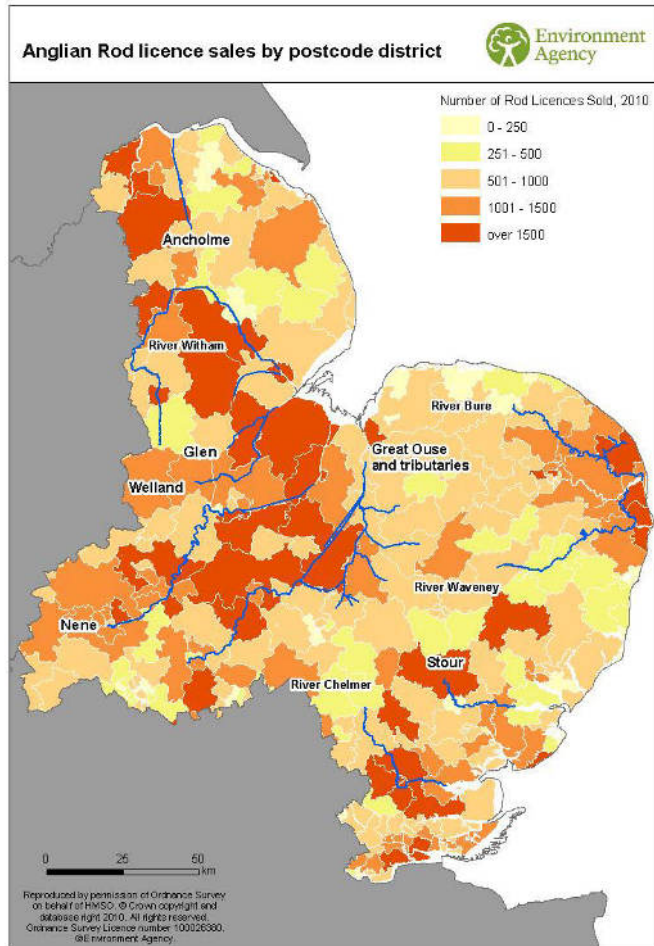 Anglian Rod licence sales by postcode district
Environment
Agency
Number of Rod Licences Sold, 2010
0 - 250
251 - 500
501 - 1000
1001 - 1500
over 1500
Ancholme
River Witham
River Bure
Glen
Great Ouse
and tributaries
Welland
River Waveney
Nene
Stour
River Chelmer
0 25 50
km
Reproduced by permission of Ordnance Survey
on behalf of HMSO. © Crown copyright and
database right 2010. All rights reserved.
Ordnance Survey Licence number 100026380.
©Environment Agency.